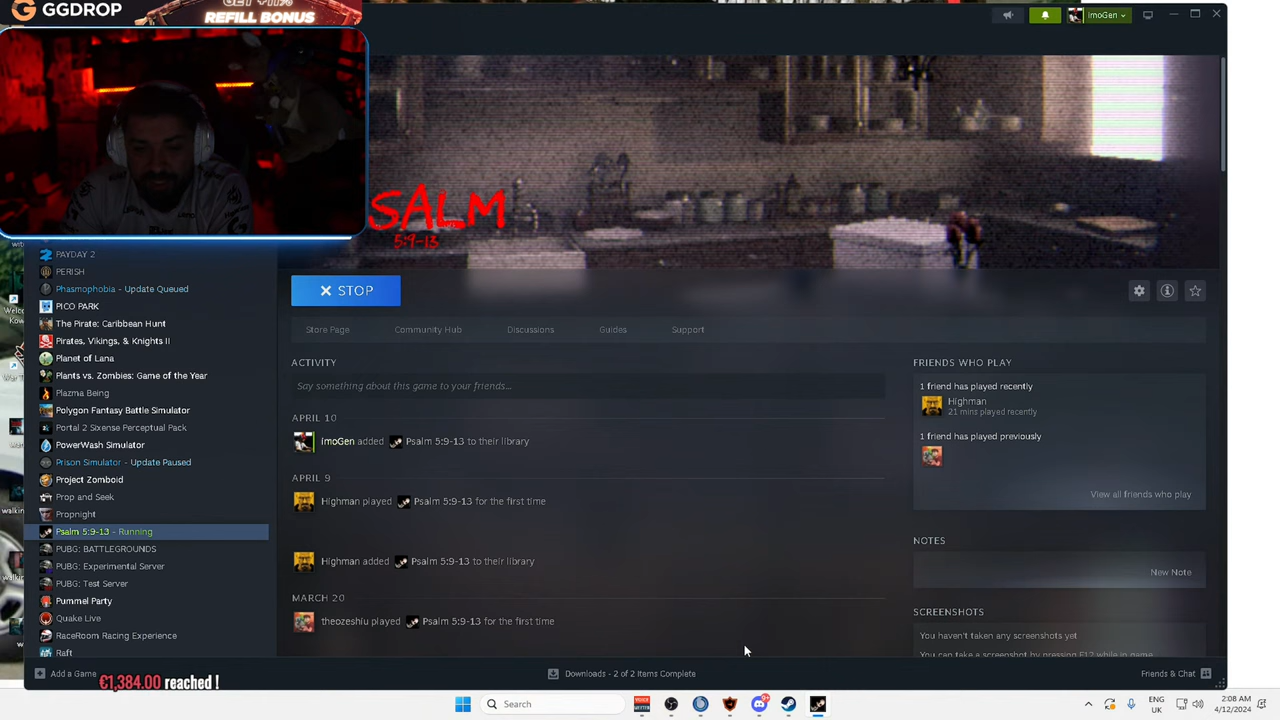 GGDROP
REFILL BONUS
imoGen
SALM
5:9-13
PAYDAY 2
PERISH
Phasmophobia - Update Queued
PICO PARK
The Pirate: Caribbean Hunt
Pirates, Vikings, & Knights II
Planet of Lana
Plants vs. Zombies: Game of the Year
Plazma Being
Polygon Fantasy Battle Simulator
Portal 2 Sixense Perceptual Pack
PowerWash Simulator
Prison Simulator - Update Paused
Project Zomboid
Prop and Seek
Propnight
Psalm 5:9-13 - Running
PUBG: BATTLEGROUNDS
PUBG: Experimental Server
PUBG: Test Server
Pummel Party
Quake Live
RaceRoom Racing Experience
Raft
STOP
Store Page
Community Hub
Discussions
Guides
Support
ACTIVITY
Say something about this game to your friends...
APRIL 10
imoGen added Psalm 5:9-13 to their library
APRIL 9
Highman played Psalm 5:9-13 for the first time
Highman added Psalm 5:9-13 to their library
MARCH 20
theozeshiu played Psalm 5:9-13 for the first time
FRIENDS WHO PLAY
1 friend has played recently
Highman
21 mins played recently
1 friend has played previously
View all friends who play
NOTES
New Note
SCREENSHOTS
You haven't taken any screenshots yet
You can take a screenshot by pressing F12 while in game
Add a Game
€1,384.00 reached !
Downloads - 2 of 2 Items Complete
Friends & Chat
Search
ENG
UK
2:08 AM
4/12/2024